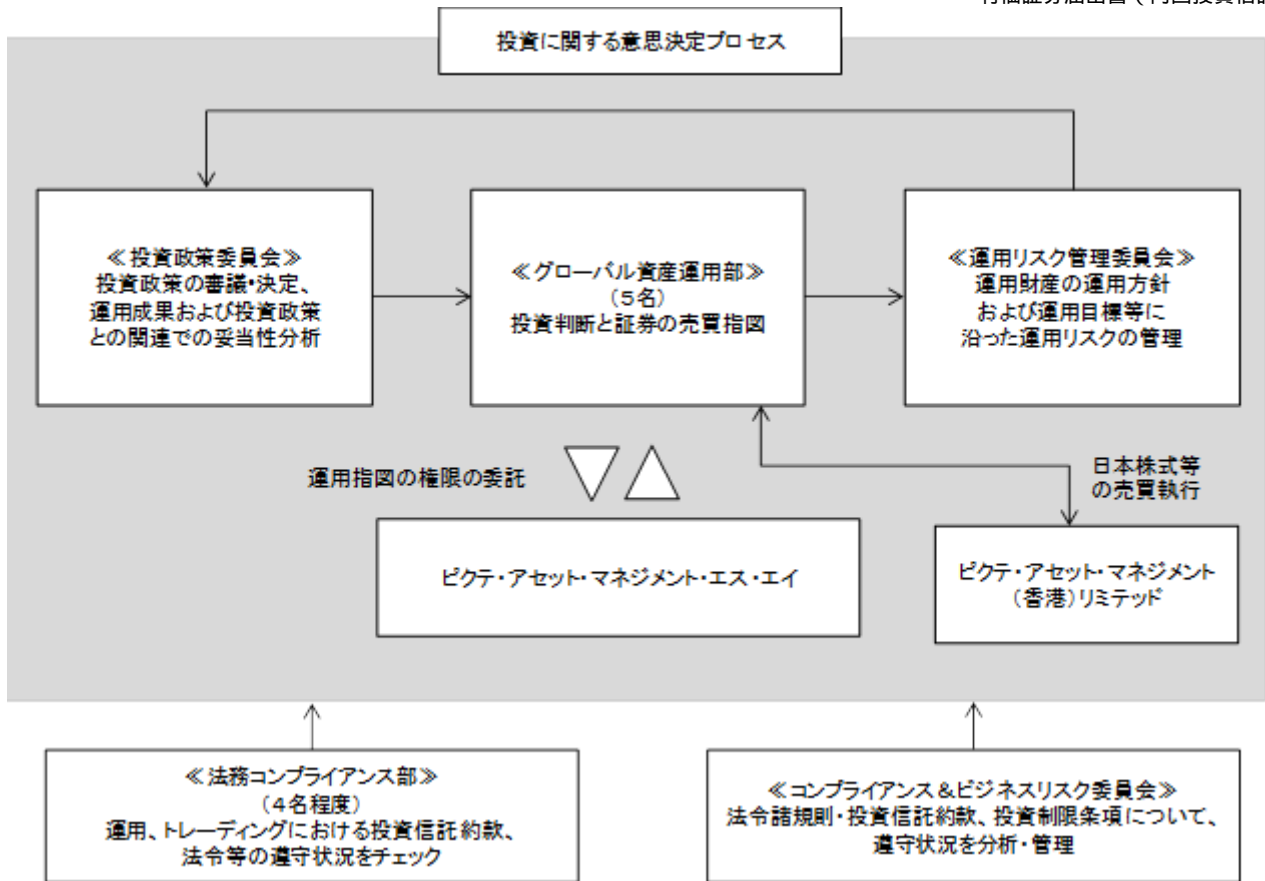 投資に関する意思決定プロセス
≪投資政策委員会≫
投資政策の審議・決定、
運用成果および投資政策
との関連での妥当性分析
≪グローバル資産運用部≫
(5名)
投資判断と証券の売買指図
≪運用リスク管理委員会≫
運用財産の運用方針
および運用目標等に
沿った運用リスクの管理
運用指図の権限の委託
日本株式等
の売買執行
ピクテ・アセット・マネジメント・エス・エイ
ピクテ・アセット・マネジメント
(香港)リミテッド
≪法務コンプライアンス部≫
(4名程度)
運用、トレーディングにおける投資信託約款、
法令等の遵守状況をチェック
≪コンプライアンス&ビジネスリスク委員会≫
法令諸規則・投資信託約款、投資制限条項について、
遵守状況を分析・管理